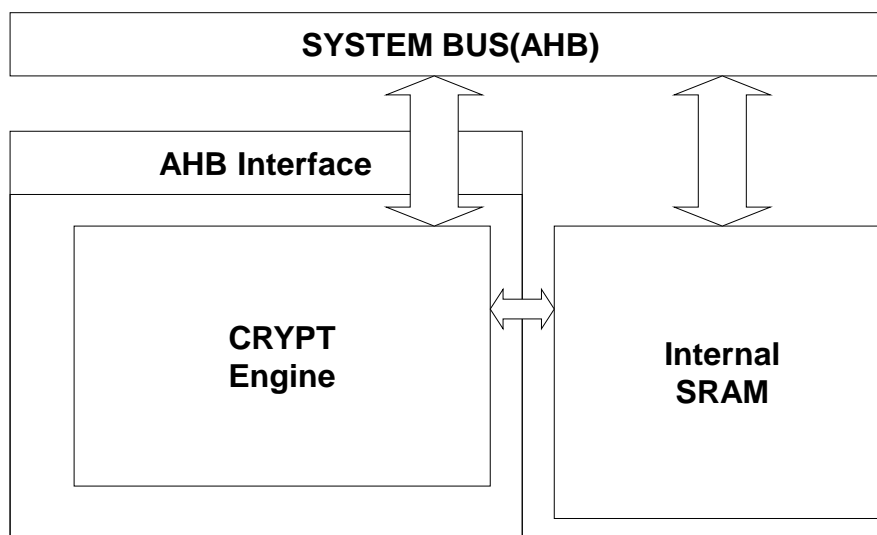 SYSTEM BUS(AHB)
AHB Interface
CRYPT
Engine
Internal
SRAM